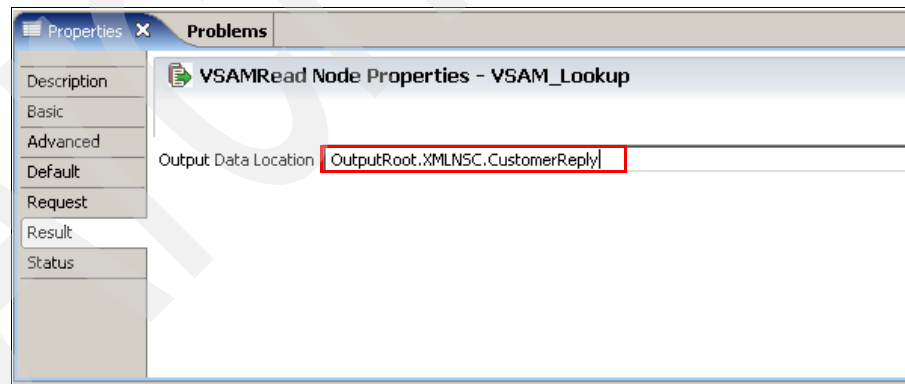 Properties
Problems
VSAMRead Node Properties - VSAM_Lookup
Description
Basic
Advanced
Default
Request
Result
Status
Output Data Location
OutputRoot.XMLNSC.CustomerReply